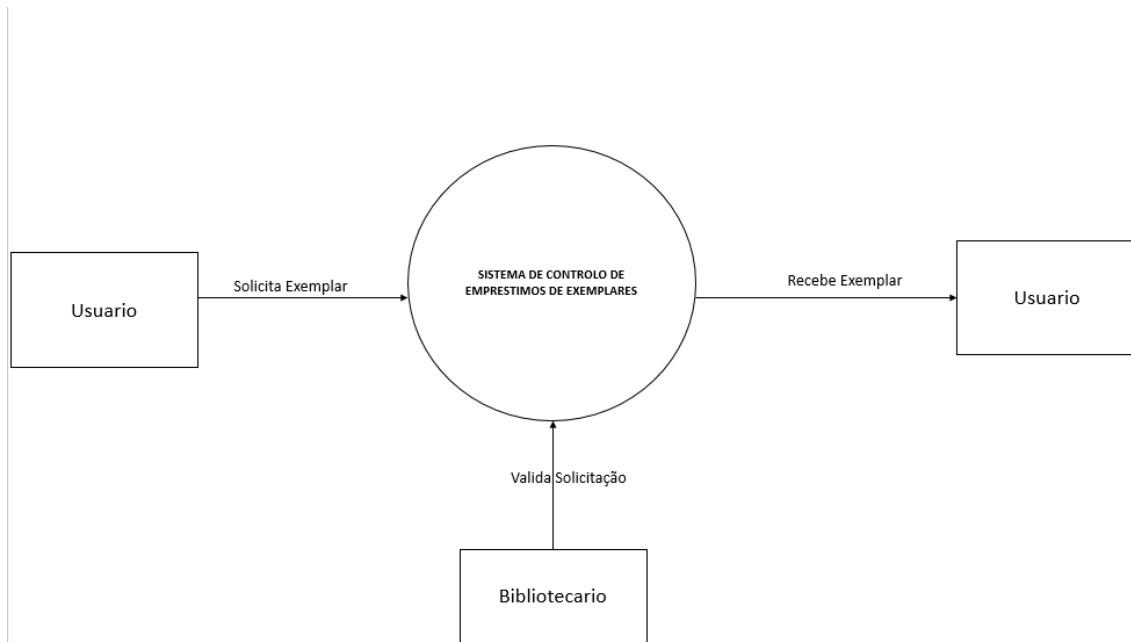 SISTEMA DE CONTROLO DE
EMPRESTIMOS DE EXEMPLARES
Usuario
Solicita Exemplar
Recebe Exemplar
Usuario
Valida Solicitação
Bibliotecario